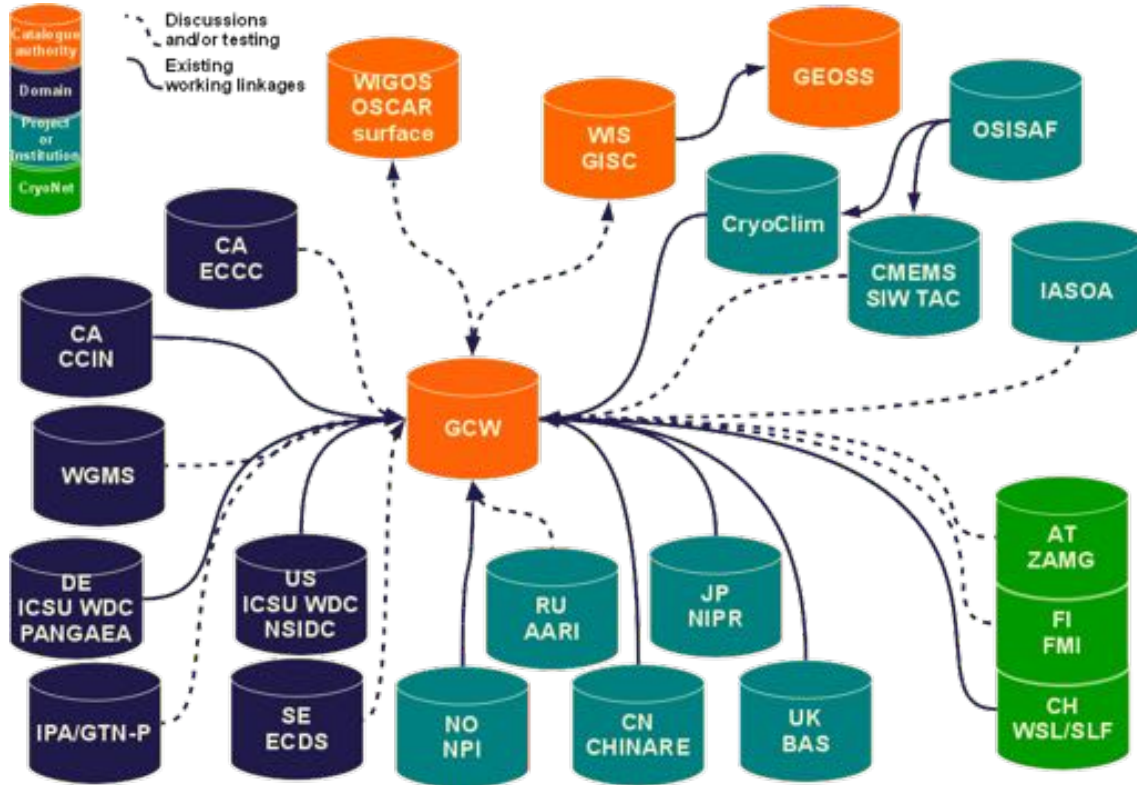 Catalogue
authority
Domain
Project
or
Institution
CryoNet
Discussions
and/or testing
Existing
working linkages
WIGOS
OSCAR
surface
WIS
GISC
GEOSS
OSISAF
CryoClim
CMEMS
SIW TAC
IASOA
CA
ECCC
CA
CCIN
WGMS
GCW
DE
ICSU WDC
PANGAEA
US
ICSU WDC
NSIDC
RU
AARI
JP
NIPR
AT
ZAMG
FI
FMI
CH
WSL/SLF
IPA/GTN-P
SE
ECDS
NO
NPI
CN
CHINARE
UK
BAS